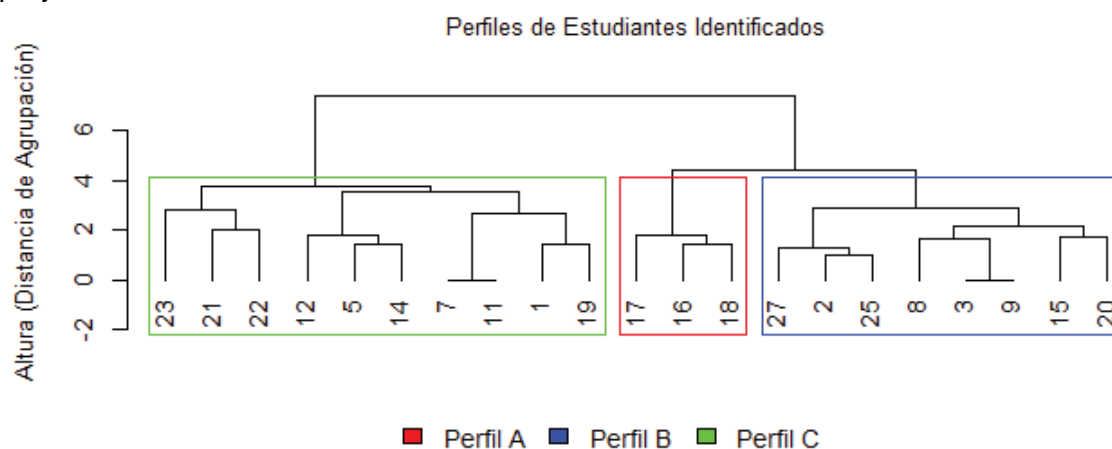 Perfiles de Estudiantes Identificados
Altura (Distancia de Agrupación)
6
4
2
0
-2
23 21 22 12 5 14 7 11 1 19 17 16 18 27 2 25 8 3 9 15 20
Perfil A Perfil B Perfil C